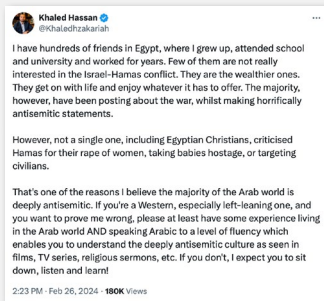 Khaled Hassan
@Khaledhzakariah
I have hundreds of friends in Egypt, where I grew up, attended school
and university and worked for years. Few of them are not really
interested in the Israel-Hamas conflict. They are the wealthier ones.
They get on with life and enjoy whatever it has to offer. The majority,
however, have been posting about the war, whilst making horrifically
antisemitic statements.
However, not a single one, including Egyptian Christians, criticised
Hamas for their rape of women, taking babies hostage, or targeting
civilians.
That's one of the reasons I believe the majority of the Arab world is
deeply antisemitic. If you're a Western, especially left-leaning one, and
you want to prove me wrong, please at least have some experience living
in the Arab world AND speaking Arabic to a level of fluency which
enables you to understand the deeply antisemitic culture as seen in
films, TV series, religious sermons, etc. If you don't, I expect you to sit
down, listen and learn!
2:23 PM · Feb 26, 2024 · 180K Views